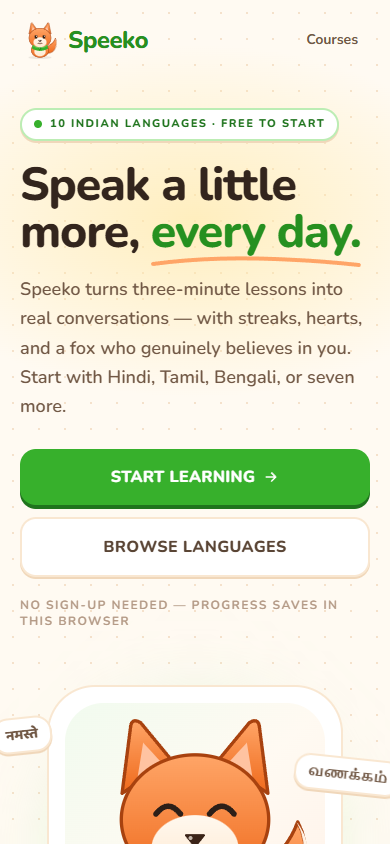 Speeko
Courses
10 INDIAN LANGUAGES · FREE TO START
Speak a little
more, every day.
Speeko turns three-minute lessons into
real conversations — with streaks, hearts,
and a fox who genuinely believes in you.
Start with Hindi, Tamil, Bengali, or seven
more.
START LEARNING →
BROWSE LANGUAGES
NO SIGN-UP NEEDED — PROGRESS SAVES IN
THIS BROWSER
नमस्ते
வணக்கம்